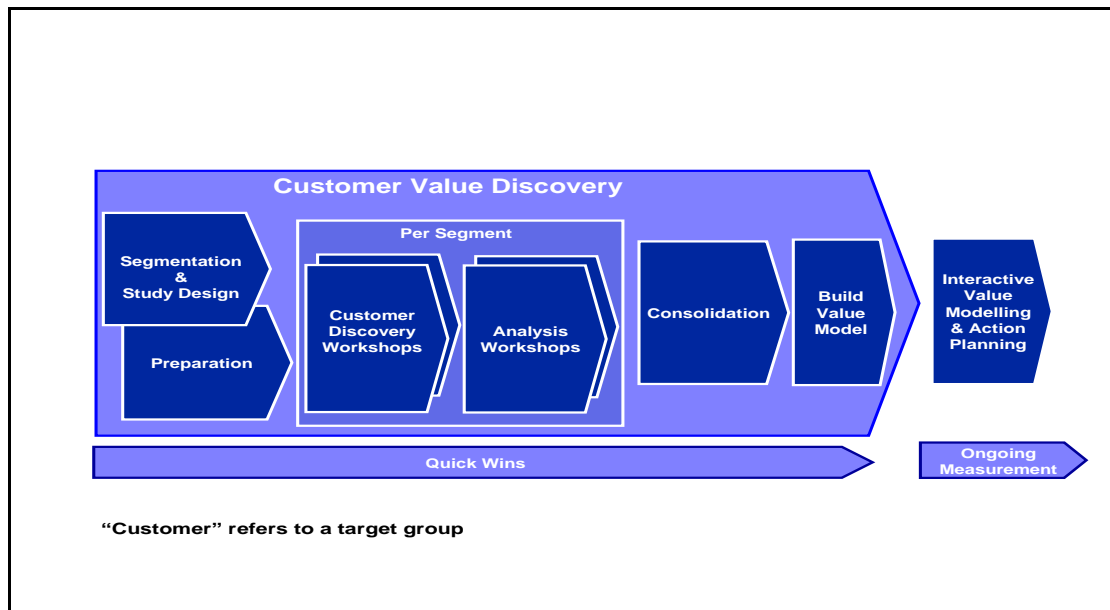 Customer Value Discovery
Segmentation
&
Study Design
Preparation
Per Segment
Customer
Discovery
Workshops
Analysis
Workshops
Consolidation
Build
Value
Model
Interactive
Value
Modelling
& Action
Planning
Quick Wins
Ongoing
Measurement
“Customer” refers to a target group